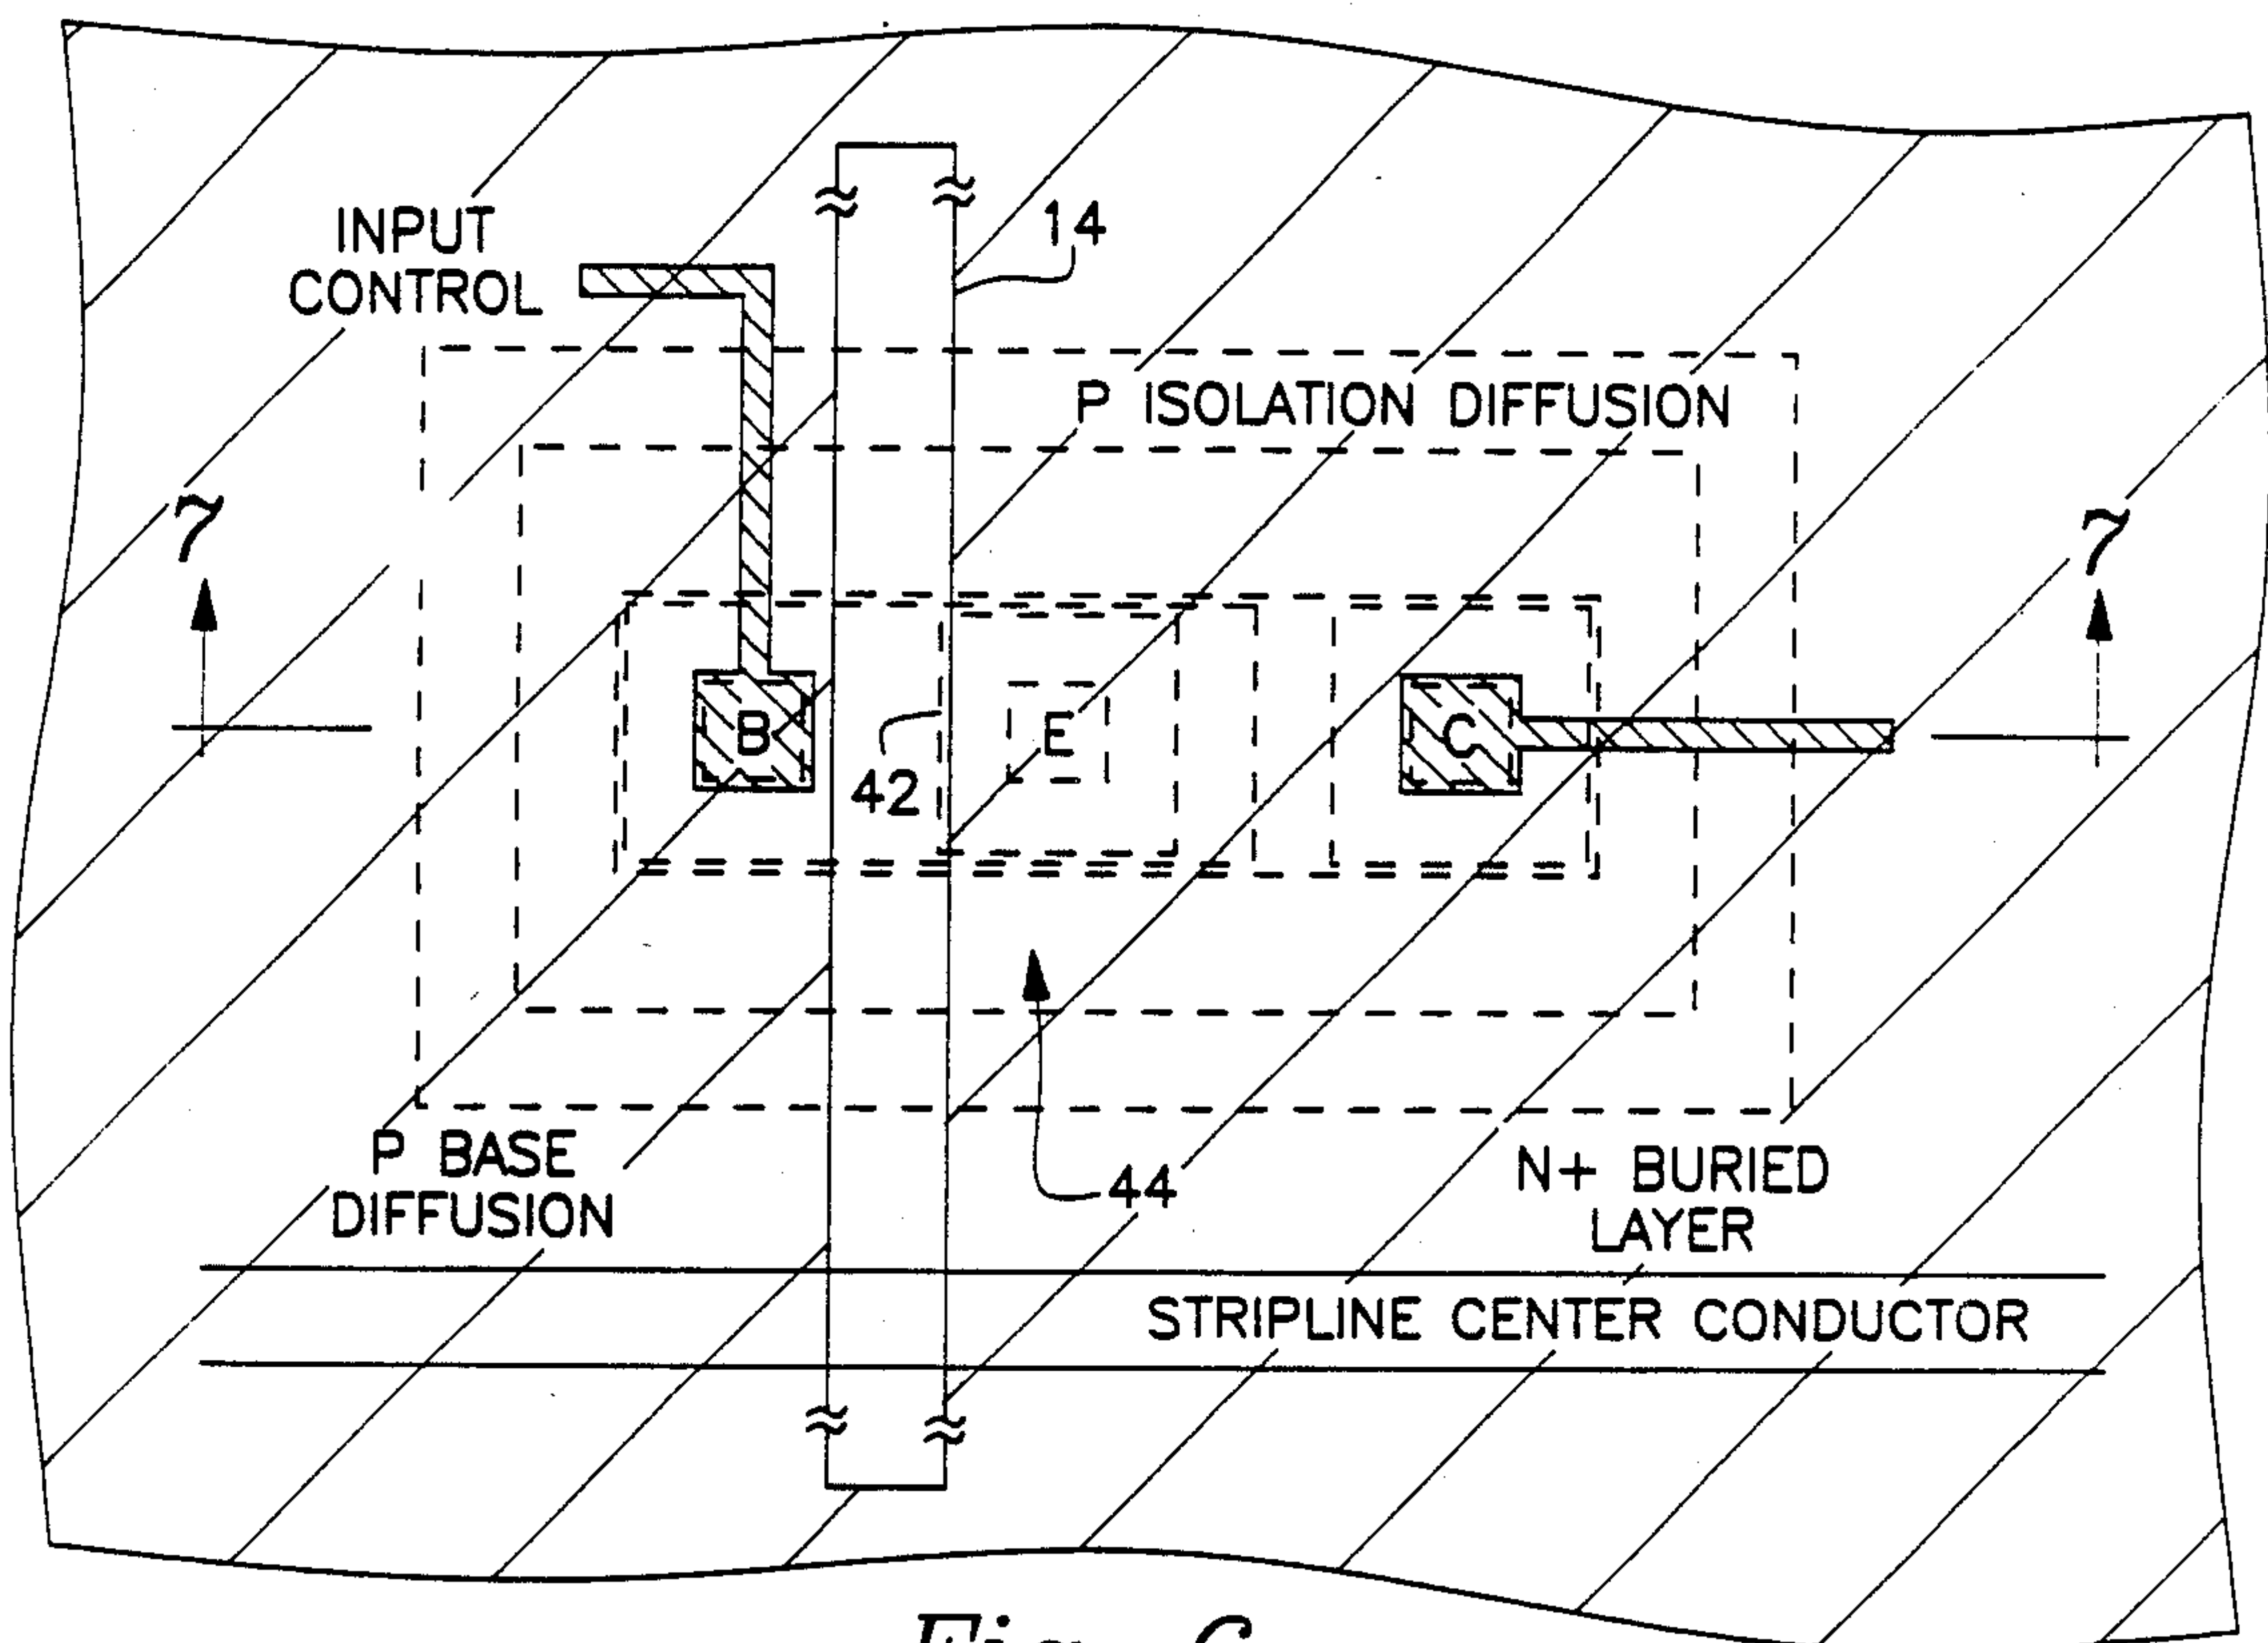 INPUT
CONTROL
14
P ISOLATION DIFFUSION
7
7
B
E
C
42
P BASE
DIFFUSION
44
N+ BURIED
LAYER
STRIPLINE CENTER CONDUCTOR